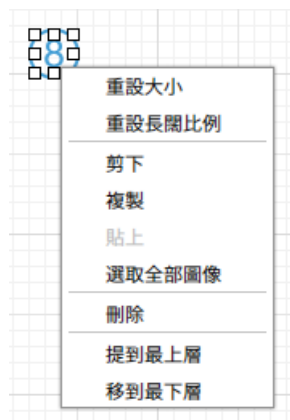 8
重設大小
重設長闊比例
剪下
複製
貼上
選取全部圖像
刪除
提到最上層
移到最下層